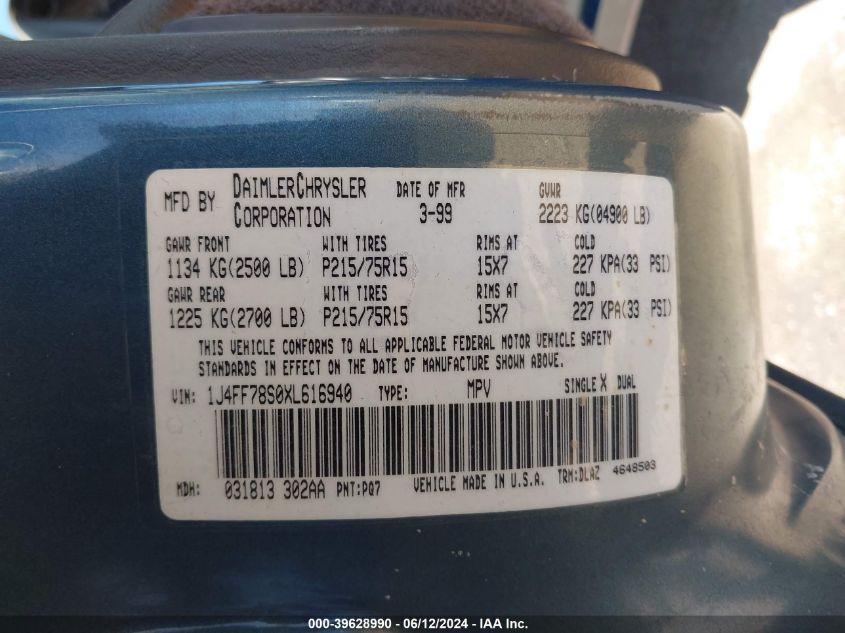 MFD BY DAIMLERCHRYSLER CORPORATION DATE OF MFR 3-99 GVWR 2223 KG(04900 LB)
GAWR FRONT WITH TIRES RIMS AT COLD
1134 KG(2500 LB) P215/75R15 15X7 227 KPA(33 PSI)
GAWR REAR WITH TIRES RIMS AT COLD
1225 KG(2700 LB) P215/75R15 15X7 227 KPA(33 PSI)
THIS VEHICLE CONFORMS TO ALL APPLICABLE FEDERAL MOTOR VEHICLE SAFETY
STANDARDS IN EFFECT ON THE DATE OF MANUFACTURE SHOWN ABOVE.
VIN: 1J4FF78S0XL616940 TYPE: MPV SINGLE X DUAL
MDH: 031813 302AA PNT:PQ7 VEHICLE MADE IN U.S.A. TRM:DLAZ 4648503
000-39628990 - 06/12/2024 - IAA Inc.